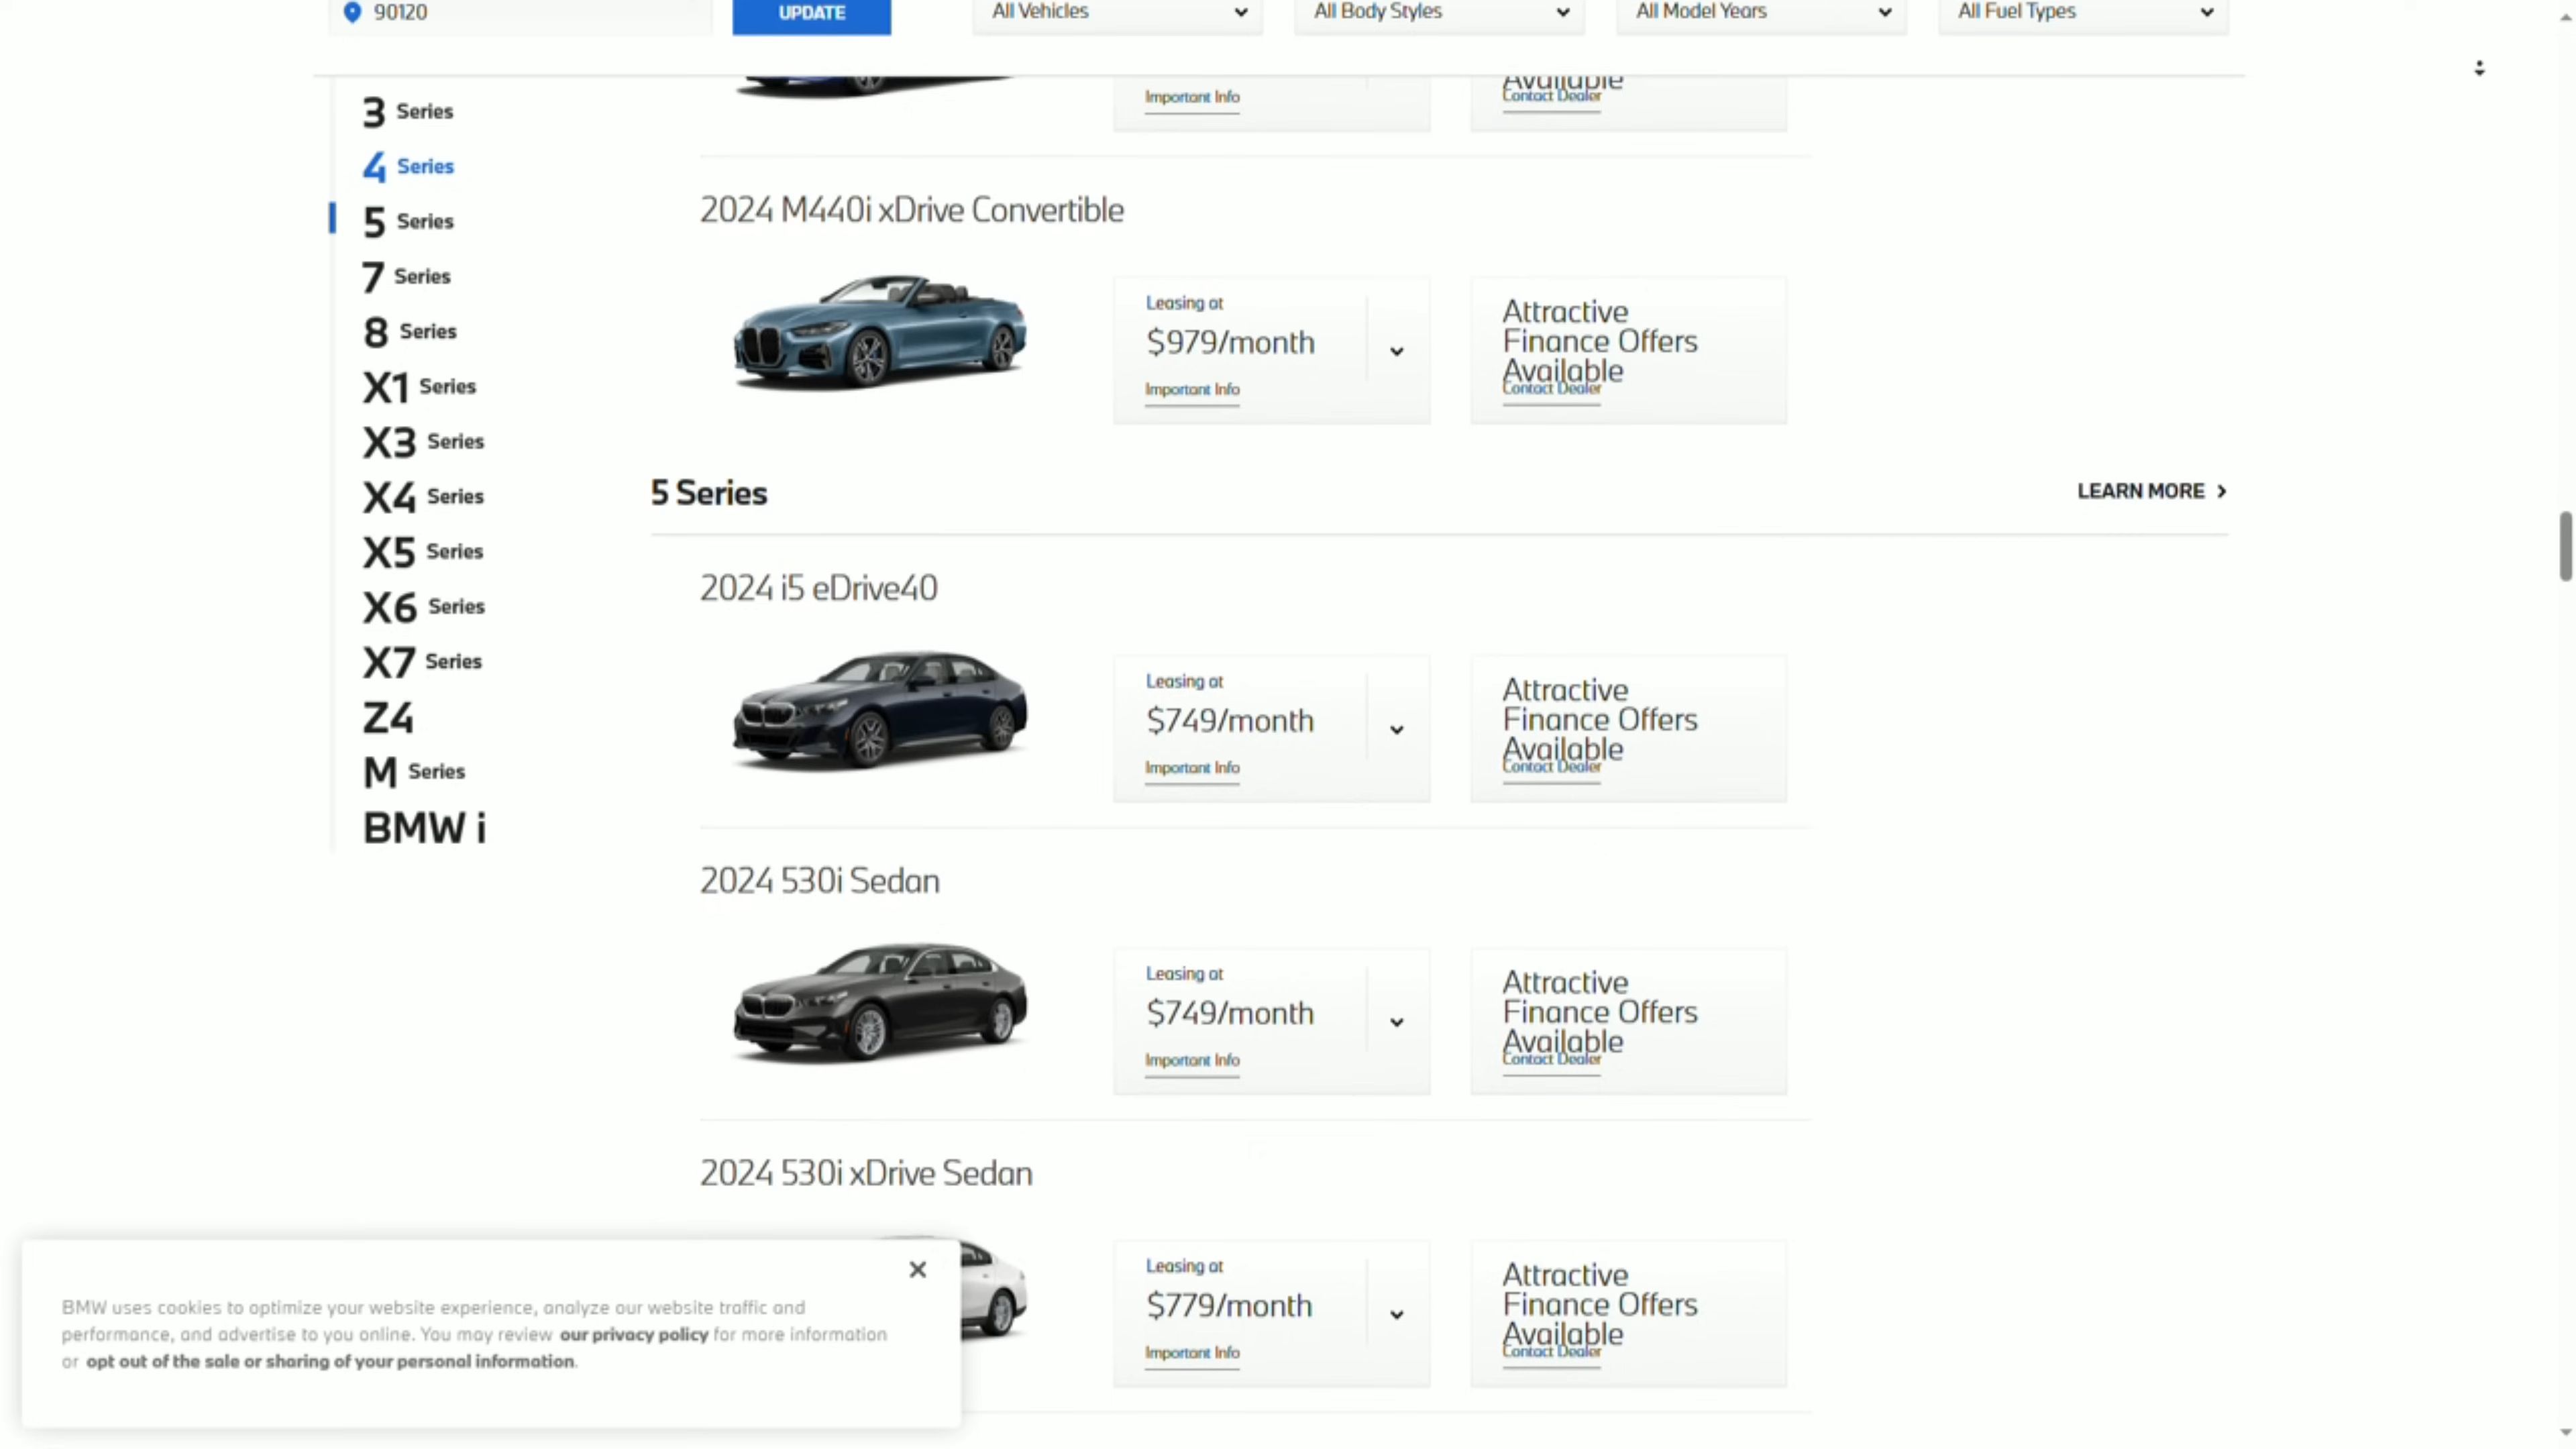 90120
UPDATE
All Vehicles
All Body Styles
All Model Years
All Fuel Types
3 Series
4 Series
5 Series
7 Series
8 Series
X1 Series
X3 Series
X4 Series
X5 Series
X6 Series
X7 Series
Z4
M Series
BMW i
Important Info
Available
Contact Dealer
2024 M440i xDrive Convertible
Leasing at
$979/month
Important Info
Attractive
Finance Offers
Available
Contact Dealer
5 Series
LEARN MORE
2024 i5 eDrive40
Leasing at
$749/month
Important Info
Attractive
Finance Offers
Available
Contact Dealer
2024 530i Sedan
Leasing at
$749/month
Important Info
Attractive
Finance Offers
Available
Contact Dealer
2024 530i xDrive Sedan
Leasing at
$779/month
Important Info
Attractive
Finance Offers
Available
Contact Dealer
BMW uses cookies to optimize your website experience, analyze our website traffic and
performance, and advertise to you online. You may review our privacy policy for more information
or opt out of the sale or sharing of your personal information.